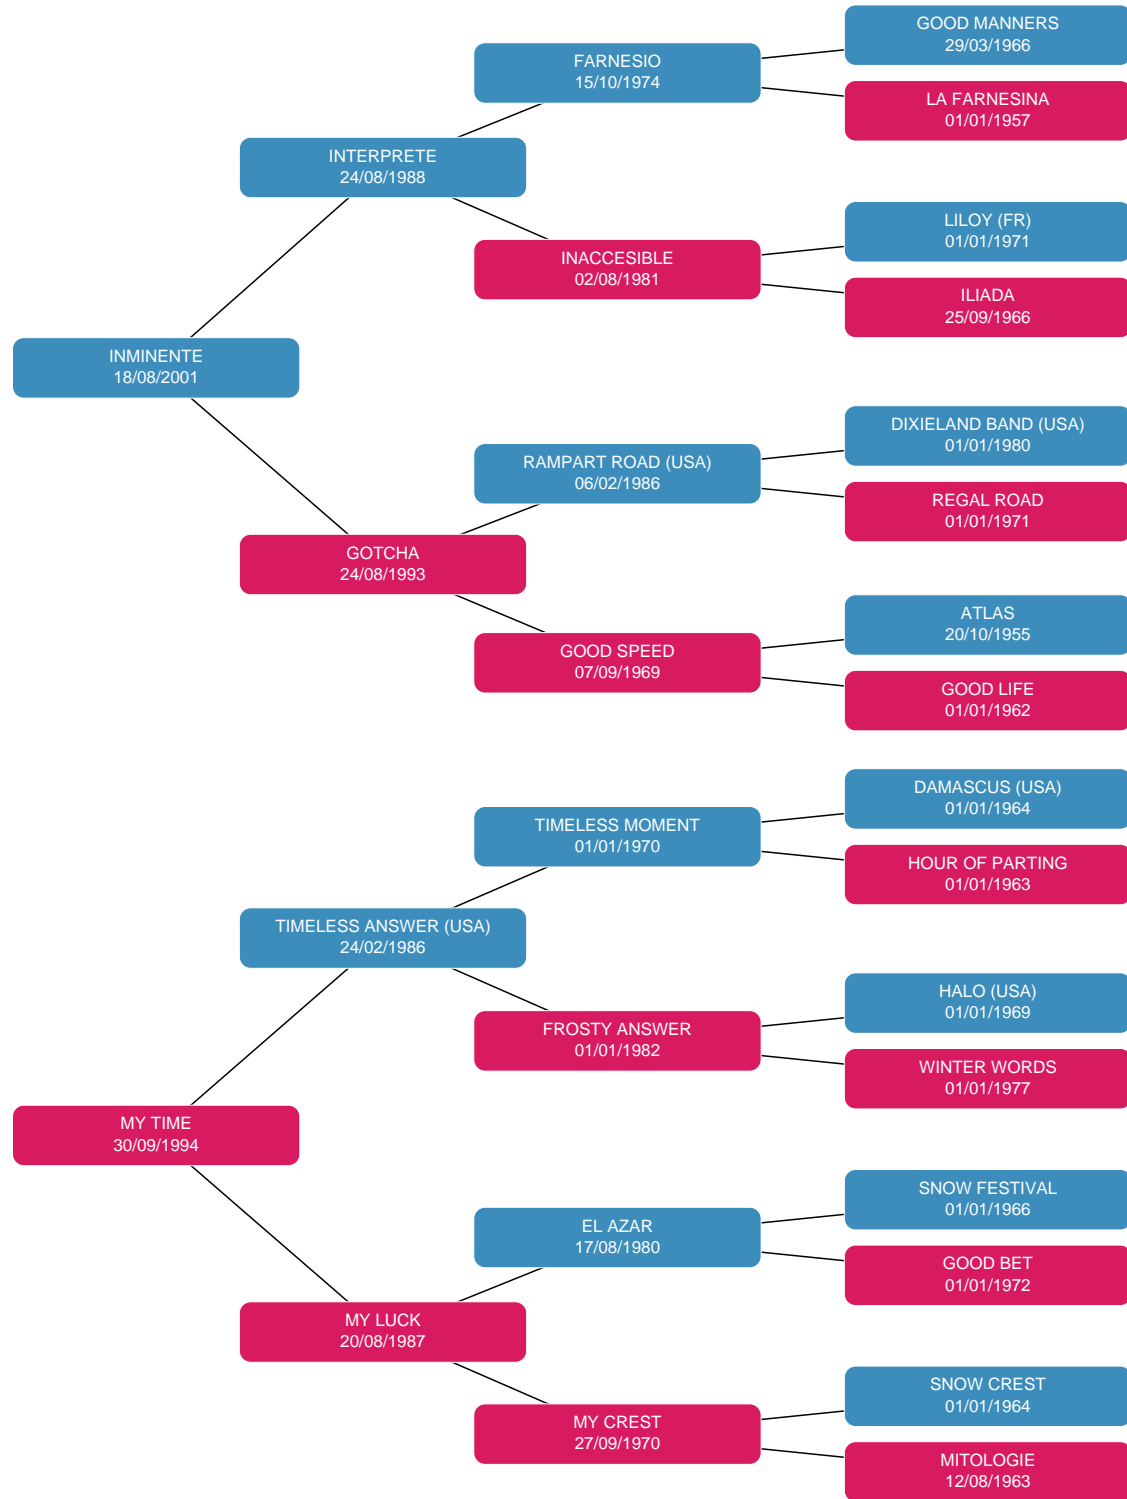 GOOD MANNERS
29/03/1966
FARNESIO
15/10/1974
LA FARNESINA
01/01/1957
INTERPRETE
24/08/1988
LILOY (FR)
01/01/1971
INACCESIBLE
02/08/1981
ILIADA
25/09/1966
INMINENTE
18/08/2001
DIXIELAND BAND (USA)
01/01/1980
RAMPART ROAD (USA)
06/02/1986
REGAL ROAD
01/01/1971
GOTCHA
24/08/1993
ATLAS
20/10/1955
GOOD SPEED
07/09/1969
GOOD LIFE
01/01/1962
DAMASCUS (USA)
01/01/1964
TIMELESS MOMENT
01/01/1970
HOUR OF PARTING
01/01/1963
TIMELESS ANSWER (USA)
24/02/1986
HALO (USA)
01/01/1969
FROSTY ANSWER
01/01/1982
WINTER WORDS
01/01/1977
MY TIME
30/09/1994
SNOW FESTIVAL
01/01/1966
EL AZAR
17/08/1980
GOOD BET
01/01/1972
MY LUCK
20/08/1987
SNOW CREST
01/01/1964
MY CREST
27/09/1970
MITOLOGIE
12/08/1963